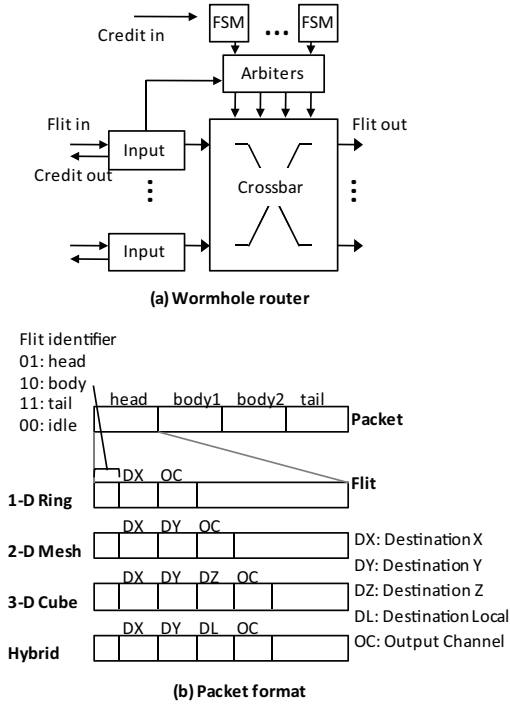 FSM
...
FSM
Credit in
Arbiters
Flit in
Flit out
Input
Credit out
Crossbar
Input
(a) Wormhole router
Flit identifier
01: head
10: body
11: tail
00: idle
head body1 body2 tail
Packet
DX OC
Flit
1-D Ring
DX DY OC
2-D Mesh
DX DY DZ OC
3-D Cube
DX DY DL OC
Hybrid
DX: Destination X
DY: Destination Y
DZ: Destination Z
DL: Destination Local
OC: Output Channel
(b) Packet format